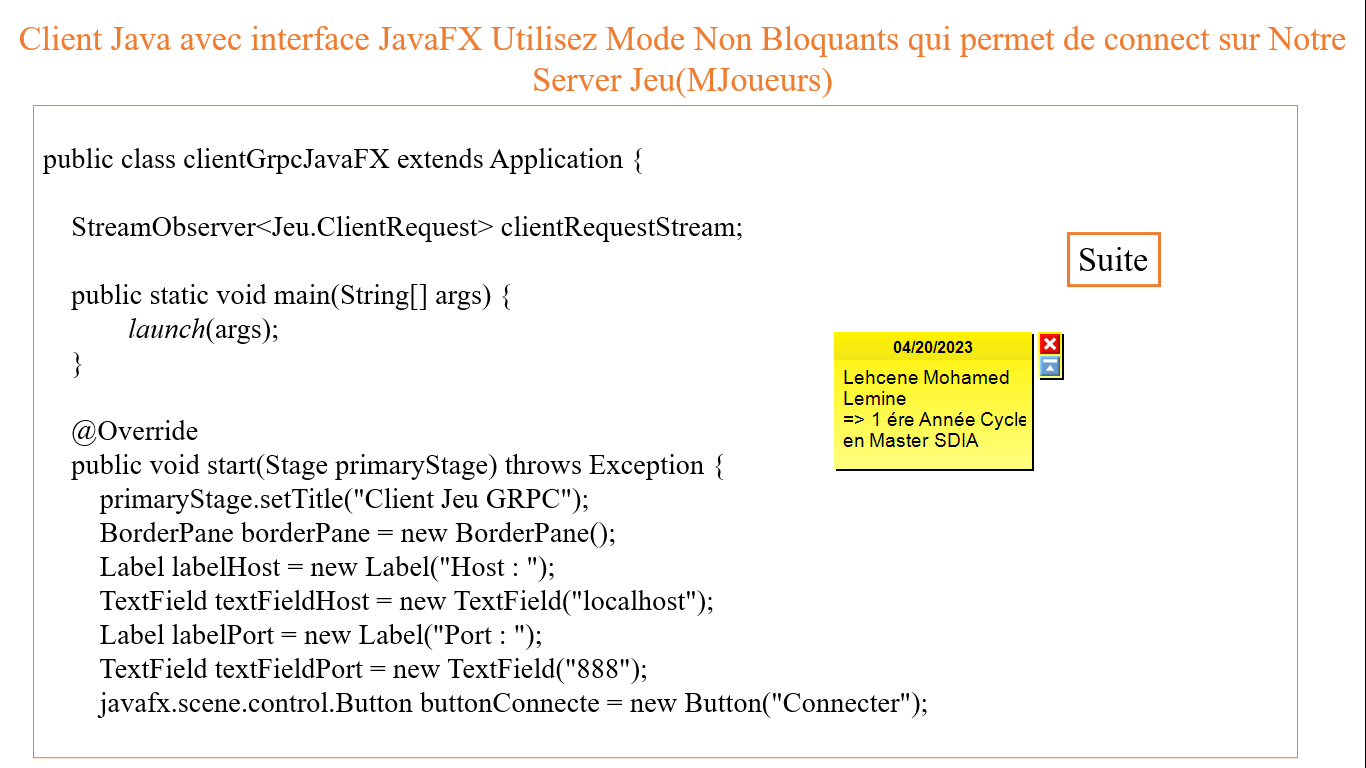 Client Java avec interface JavaFX Utilisez Mode Non Bloquants qui permet de connect sur Notre
Server Jeu(MJoueurs)
public class clientGrpcJavaFX extends Application {
StreamObserver<Jeu.ClientRequest> clientRequestStream;
Suite
public static void main(String[] args) {
launch(args);
}
04/20/2023
Lehcene Mohamed
Lemine
=> 1 ére Année Cycle
en Master SDIA
@Override
public void start(Stage primaryStage) throws Exception {
primaryStage.setTitle("Client Jeu GRPC");
BorderPane borderPane = new BorderPane();
Label labelHost = new Label("Host : ");
TextField textFieldHost = new TextField("localhost");
Label labelPort = new Label("Port : ");
TextField textFieldPort = new TextField("888");
javafx.scene.control.Button buttonConnecte = new Button("Connecter");